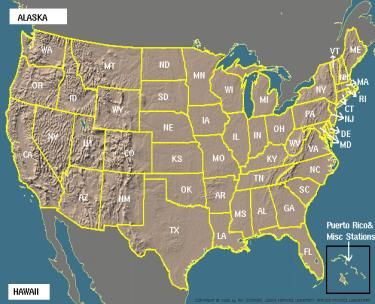 ALASKA
VT
ME
WA
MT
ND
MN
NH
MA
OR
ID
SD
WI
MI
NY
RI
WY
CT
IA
PA
NJ
NE
NV
UT
CO
IL
IN
OH
DE
WV
MD
CA
KS
MO
KY
VA
NC
TN
OK
AR
SC
AZ
NM
MS
AL
GA
TX
LA
Puerto Rico&
Misc Stations
FL
HAWAII